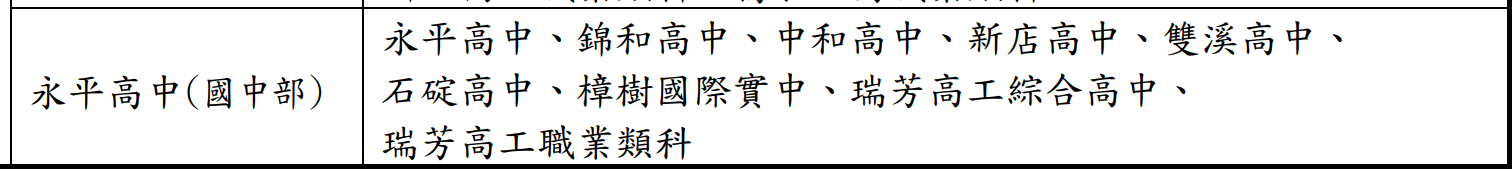 永平高中(國中部)
永平高中、錦和高中、中和高中、新店高中、雙溪高中、
石碇高中、樟樹國際實中、瑞芳高工綜合高中、
瑞芳高工職業類科